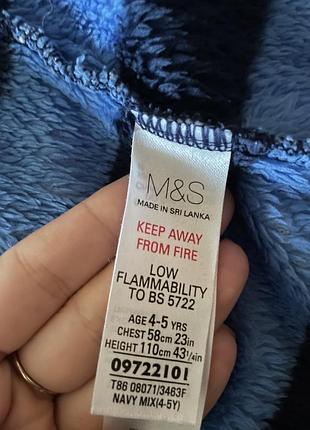 M&S
MADE IN SRI LANKA
KEEP AWAY
FROM FIRE
LOW
FLAMMABILITY
TO BS 5722
AGE 4-5 YRS
CHEST 58cm 23in
HEIGHT 110cm 43¼in
09722101
T86 08071/3463F
NAVY MIX(4-5Y)